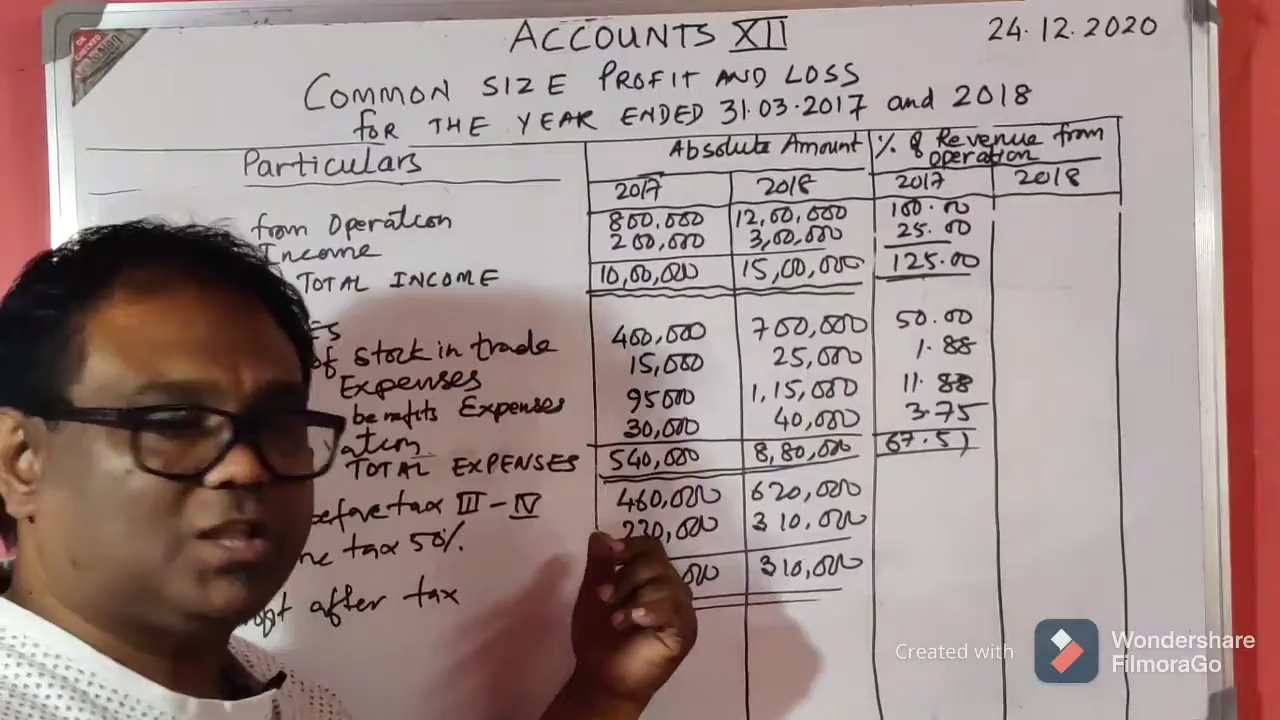 ACCOUNTS XII
24.12.2020
COMMON SIZE PROFIT AND LOSS
FOR THE YEAR ENDED 31.03.2017 and 2018
Particulars
Absolute Amount
% of Revenue from operation
2017 2018 2017 2018
from Operation 800,000 12,00,000 100.00
Income 200,000 3,00,000 25.00
TOTAL INCOME 10,00,000 15,00,000 125.00
ES
of Stock in trade 400,000 700,000 50.00
Expenses 15,000 25,000 1.88
benefits Expenses 95000 1,15,000 11.88
ation 30,000 40,000 3.75
TOTAL EXPENSES 540,000 8,80,000 67.51
before tax III - IV 460,000 620,000
me tax 50% 230,000 310,000
after tax 310,000
Created with
Wondershare
FilmoraGo